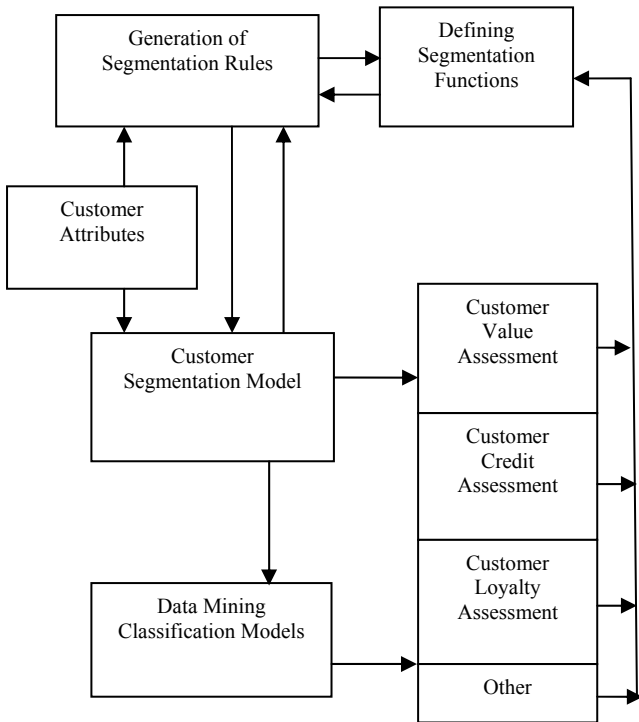 Generation of
Segmentation Rules
Defining
Segmentation
Functions
Customer
Attributes
Customer
Segmentation Model
Customer
Value
Assessment
Customer
Credit
Assessment
Customer
Loyalty
Assessment
Data Mining
Classification Models
Other